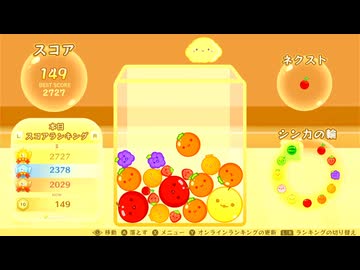 スコア
149
BEST SCORE
2727
ネクスト
本日
L スコアランキング R
2727
2378
2029
149
シンカの輪
移動 A 落とす X メニュー Y オンラインランキングの更新 L/R ランキングの切り替え